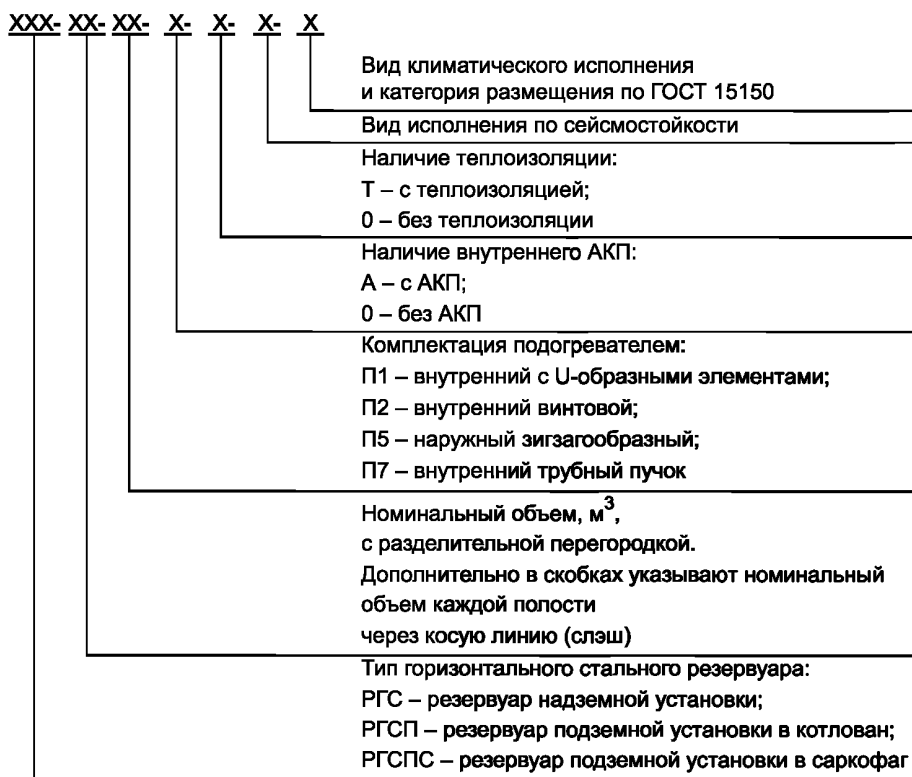 XXX- XX- XX- X- X- X- X
Вид климатического исполнения
и категория размещения по ГОСТ 15150
Вид исполнения по сейсмостойкости
Наличие теплоизоляции:
Т – с теплоизоляцией;
0 – без теплоизоляции
Наличие внутреннего АКП:
А – с АКП;
0 – без АКП
Комплектация подогревателем:
П1 – внутренний с U-образными элементами;
П2 – внутренний винтовой;
П5 – наружный зигзагообразный;
П7 – внутренний трубный пучок
Номинальный объем, м³,
с разделительной перегородкой.
Дополнительно в скобках указывают номинальный
объем каждой полости
через косую линию (слэш)
Тип горизонтального стального резервуара:
РГС – резервуар надземной установки;
РГСП – резервуар подземной установки в котлован;
РГСПС – резервуар подземной установки в саркофаг